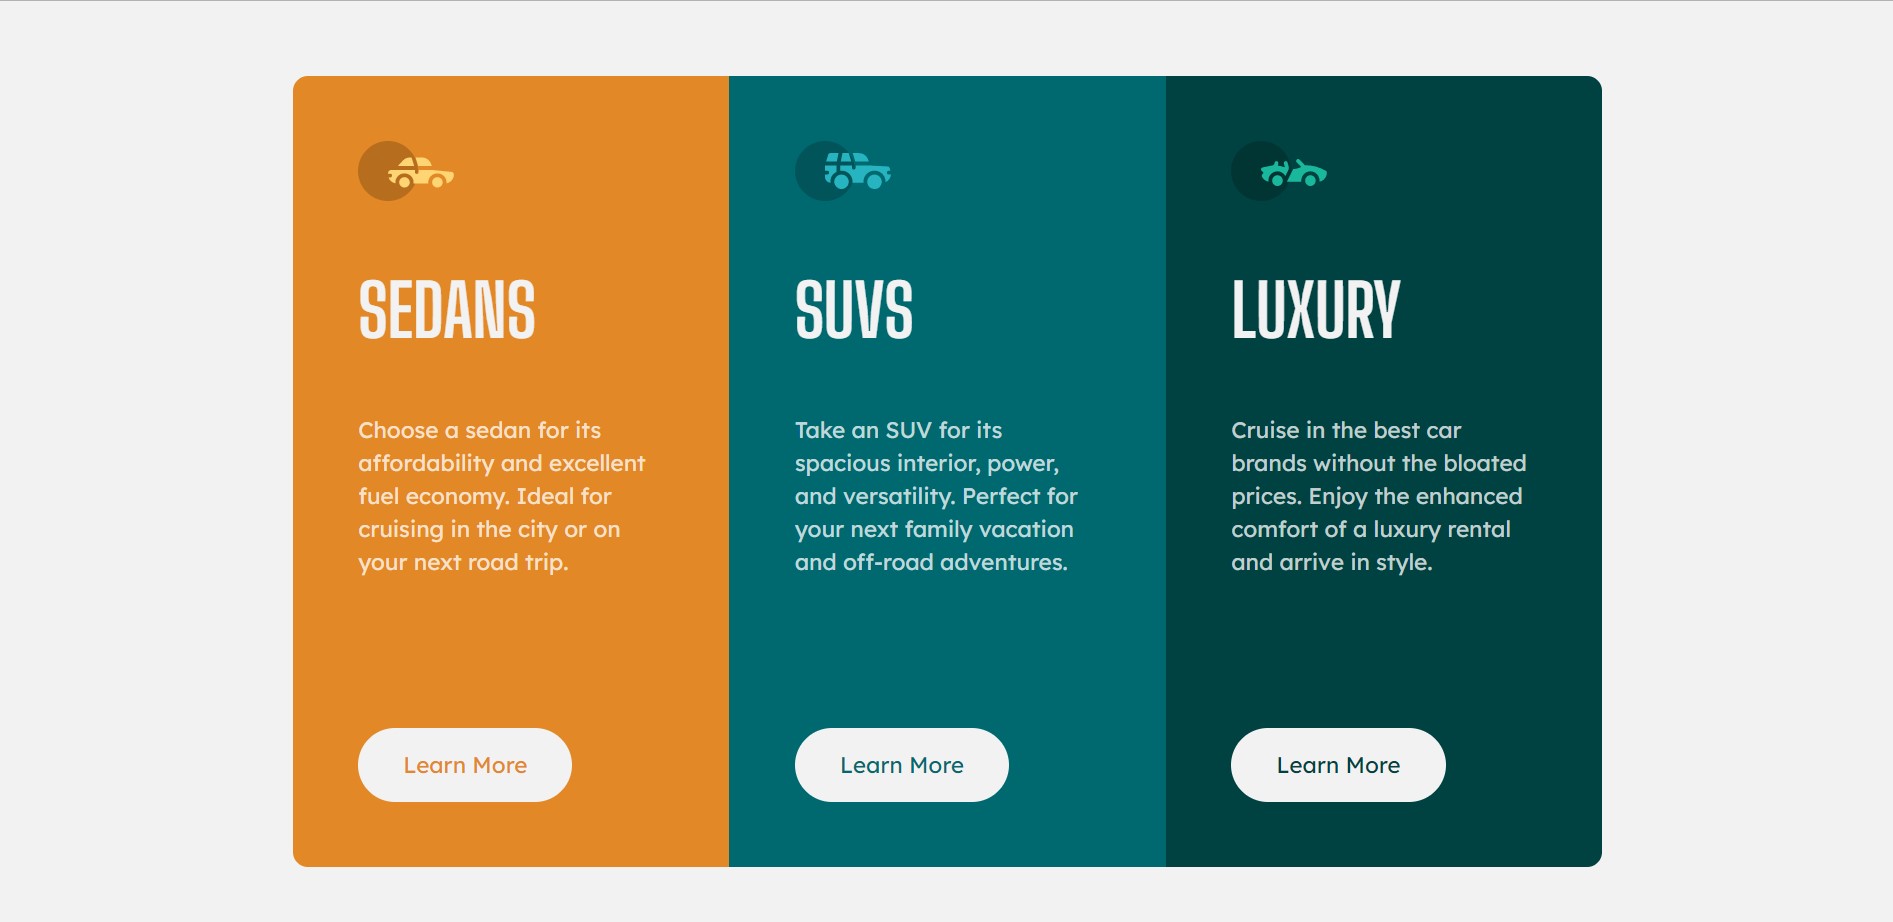 SEDANS
Choose a sedan for its
affordability and excellent
fuel economy. Ideal for
cruising in the city or on
your next road trip.
Learn More
SUVS
Take an SUV for its
spacious interior, power,
and versatility. Perfect for
your next family vacation
and off-road adventures.
Learn More
LUXURY
Cruise in the best car
brands without the bloated
prices. Enjoy the enhanced
comfort of a luxury rental
and arrive in style.
Learn More